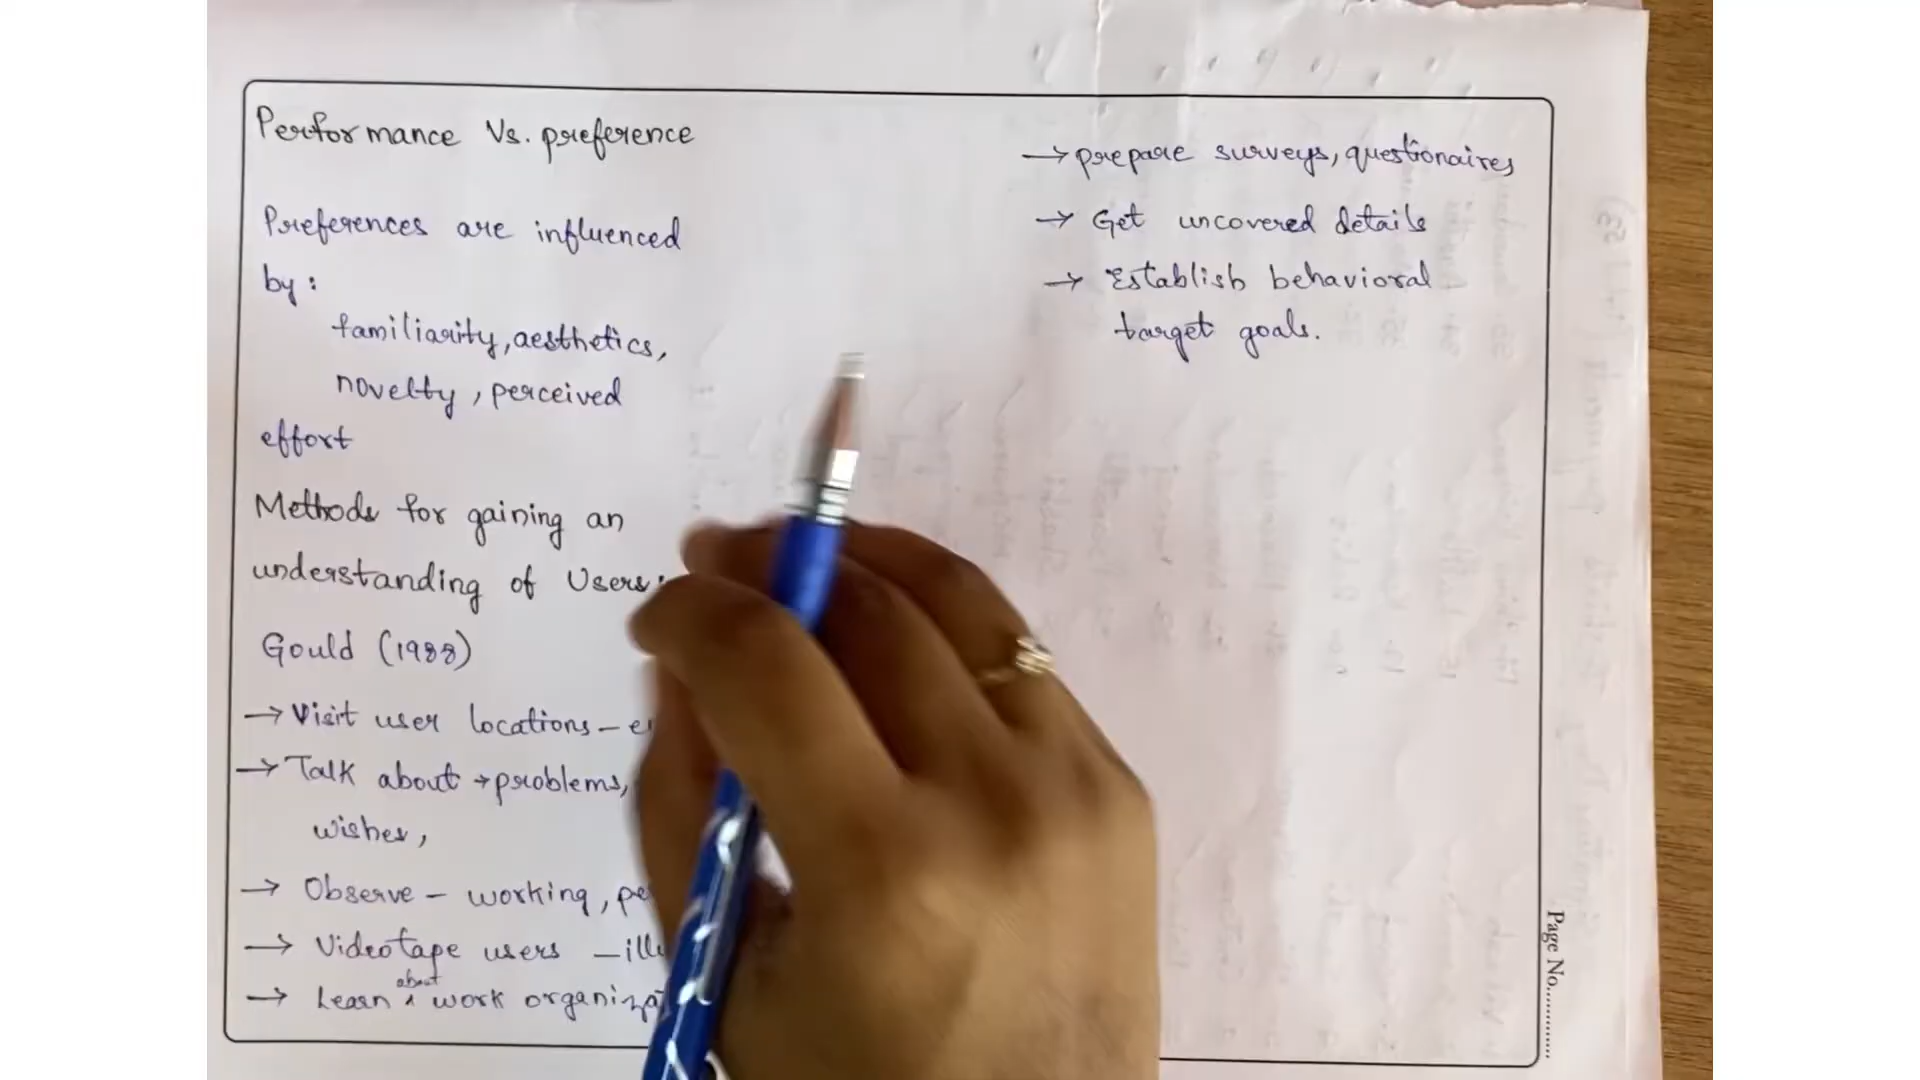 Performance Vs. preference
Preferences are influenced
by:
familiarity, aesthetics,
novelty, perceived
effort
Methods for gaining an
understanding of Users:
Gould (1988)
→ Visit user locations –
→ Talk about → problems,
wishes,
→ Observe – working,
→ Videotape users –
→ Learn about work
→ prepare surveys, questionaires
→ Get uncovered details
→ Establish behavioral
target goals.
Page No............